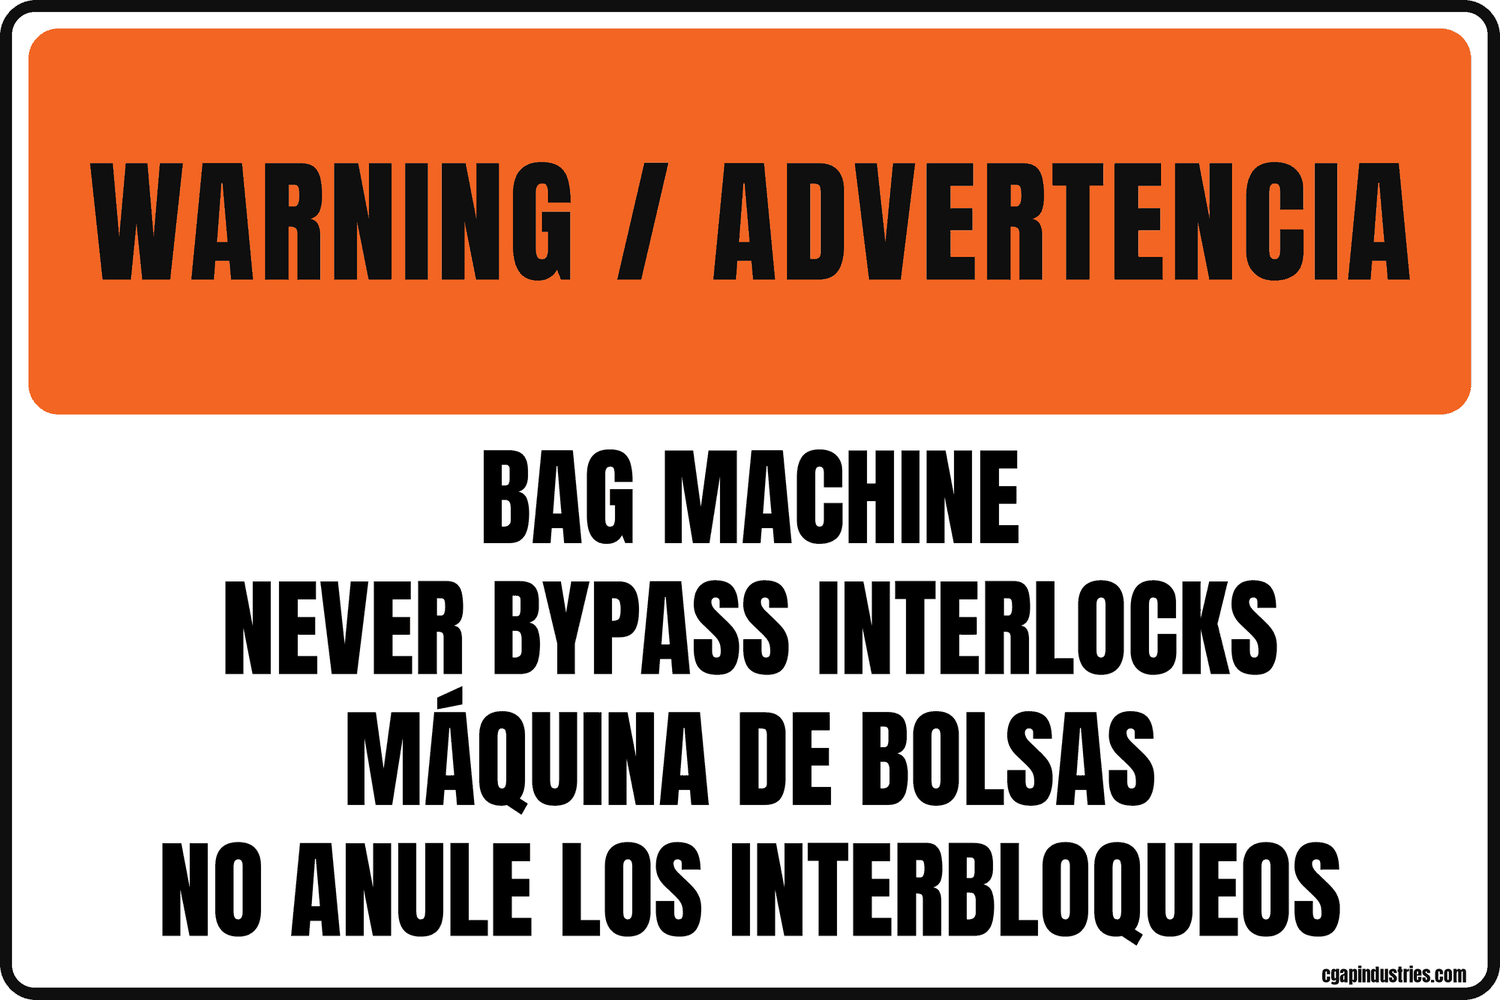 WARNING / ADVERTENCIA
BAG MACHINE
NEVER BYPASS INTERLOCKS
MÁQUINA DE BOLSAS
NO ANULE LOS INTERBLOQUEOS
cgapindustries.com